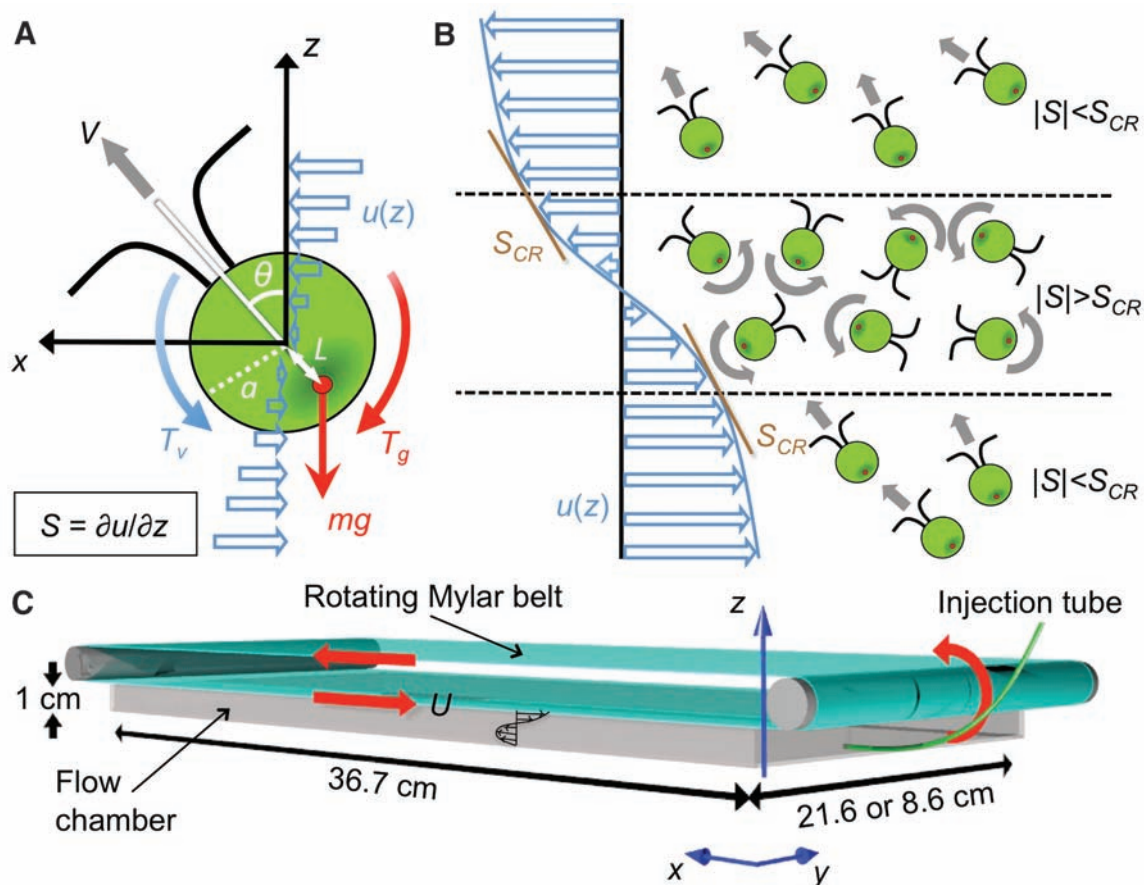 A
z
V
u(z)
θ
x
L
a
T_v
T_g
mg
S = ∂u/∂z
B
|S|<S_CR
S_CR
|S|>S_CR
S_CR
u(z)
|S|<S_CR
C
Rotating Mylar belt
z
Injection tube
1 cm
U
Flow
chamber
36.7 cm
21.6 or 8.6 cm
x
y